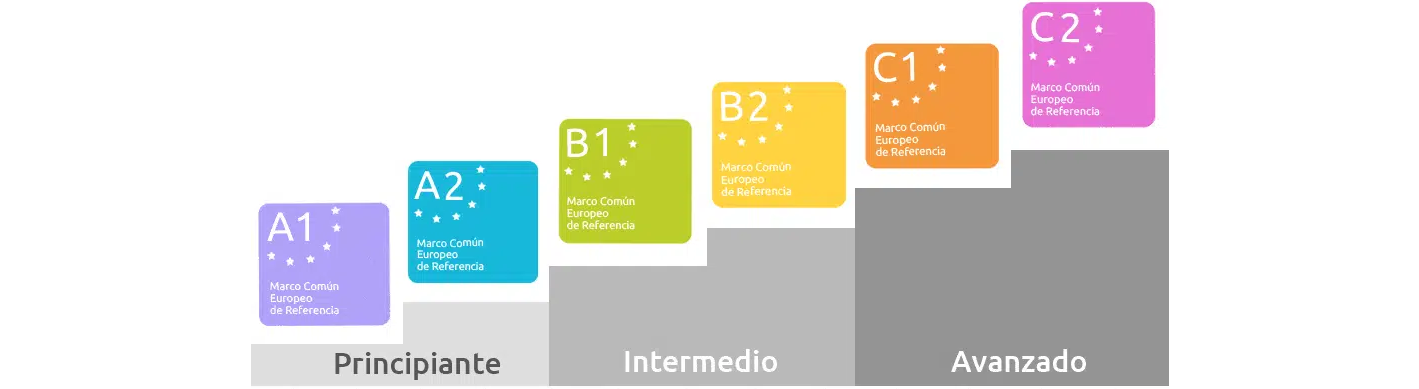 A1
Marco Común
Europeo
de Referencia
A2
Marco Común
Europeo
de Referencia
B1
Marco Común
Europeo
de Referencia
B2
Marco Común
Europeo
de Referencia
C1
Marco Común
Europeo
de Referencia
C2
Marco Común
Europeo
de Referencia
Principiante
Intermedio
Avanzado